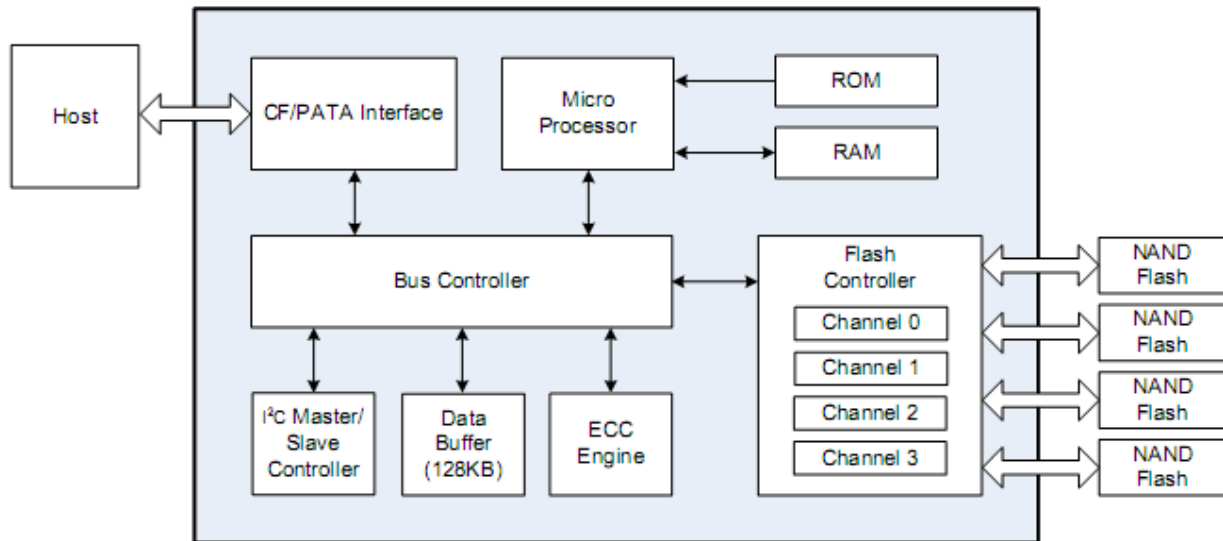 Host
CF/PATA Interface
Micro
Processor
ROM
RAM
Bus Controller
Flash
Controller
Channel 0
Channel 1
Channel 2
Channel 3
I²C Master/
Slave
Controller
Data
Buffer
(128KB)
ECC
Engine
NAND
Flash
NAND
Flash
NAND
Flash
NAND
Flash